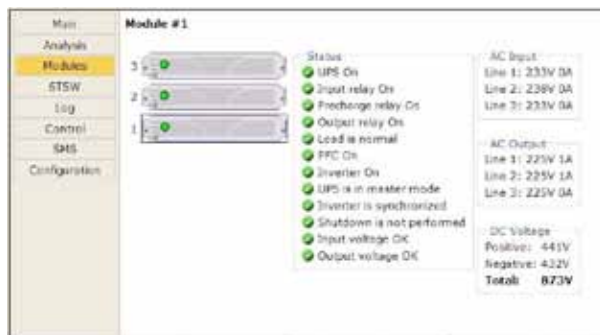 Main
Analysis
Modules
STSW
Log
Control
SMS
Configuration
Module #1
3
2
1
Status
UPS On
Input relay On
Precharge relay On
Output relay On
Load is normal
PFC On
Inverter On
UPS is in master mode
Inverter is synchronized
Shutdown is not performed
Input voltage OK
Output voltage OK
AC Input
Line 1: 233V 0A
Line 2: 238V 0A
Line 3: 233V 0A
AC Output
Line 1: 225V 1A
Line 2: 225V 1A
Line 3: 225V 0A
DC Voltage
Positive: 441V
Negative: 432V
Total: 873V